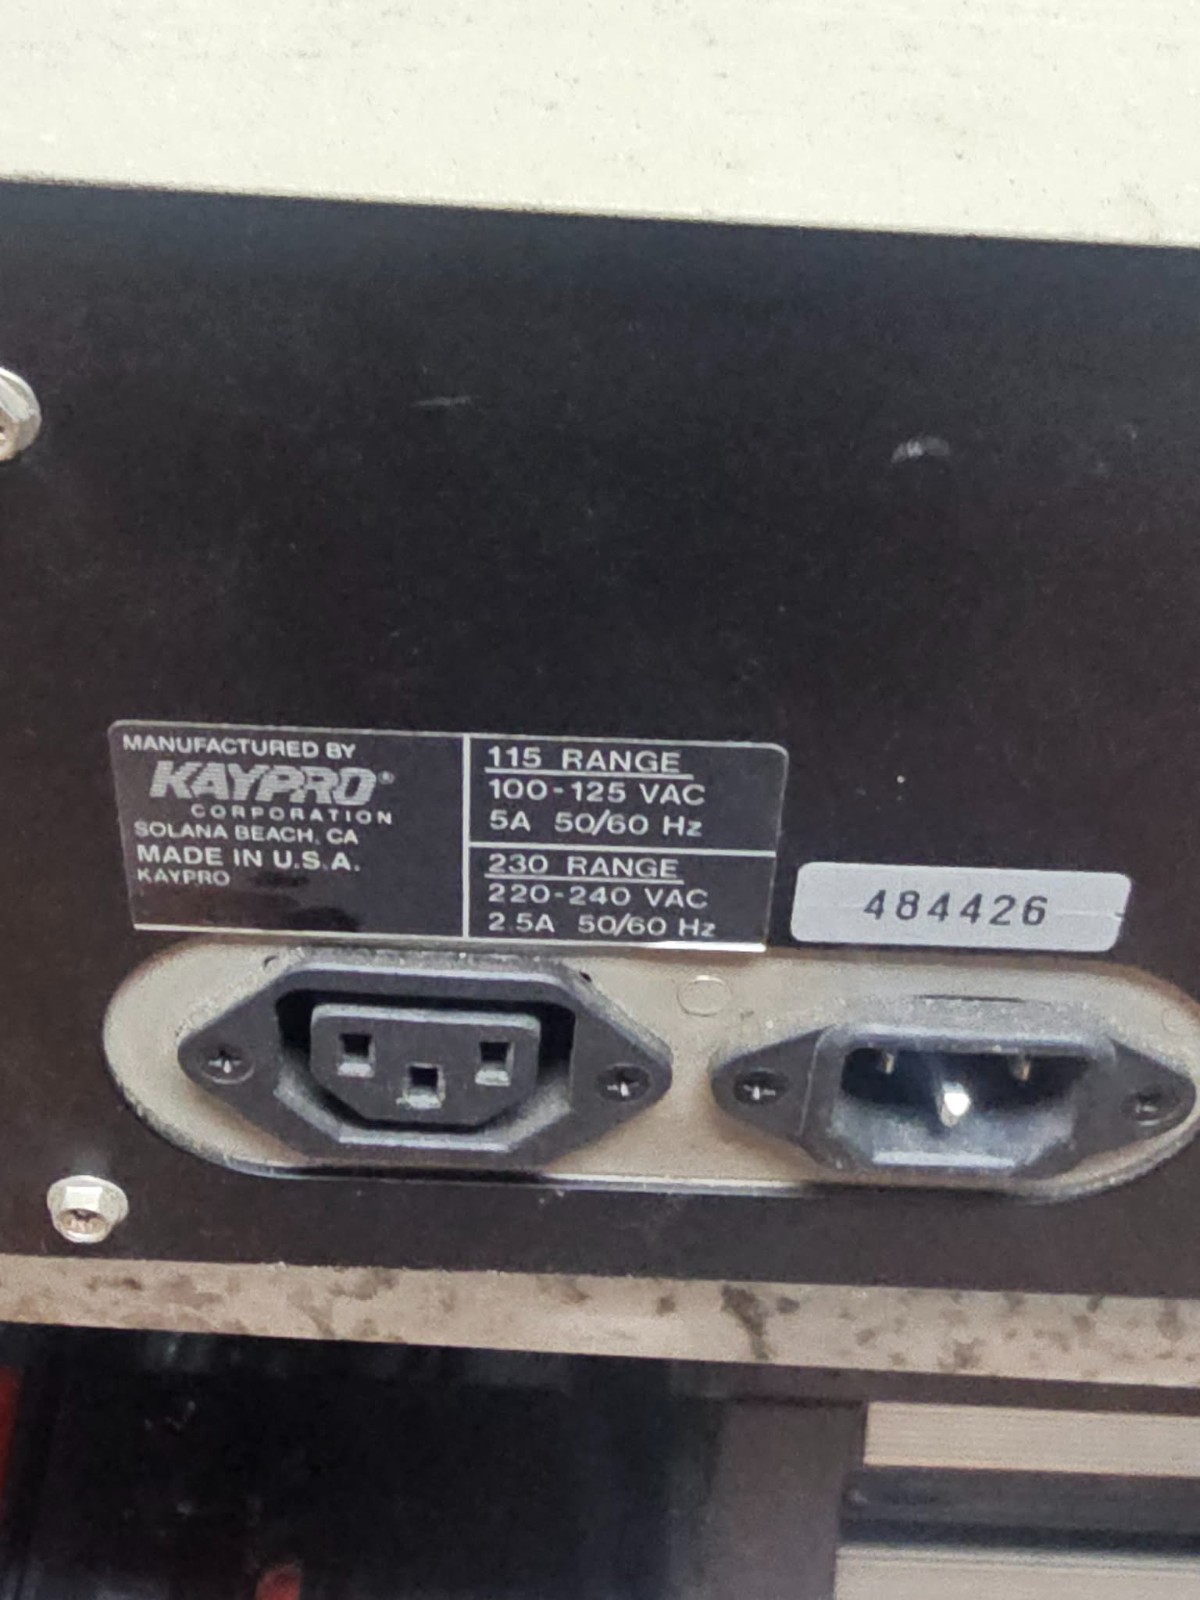 MANUFACTURED BY
KAYPRO®
CORPORATION
SOLANA BEACH, CA
MADE IN U.S.A.
KAYPRO
115 RANGE
100-125 VAC
5A 50/60 Hz
230 RANGE
220-240 VAC
2.5A 50/60 Hz
484426